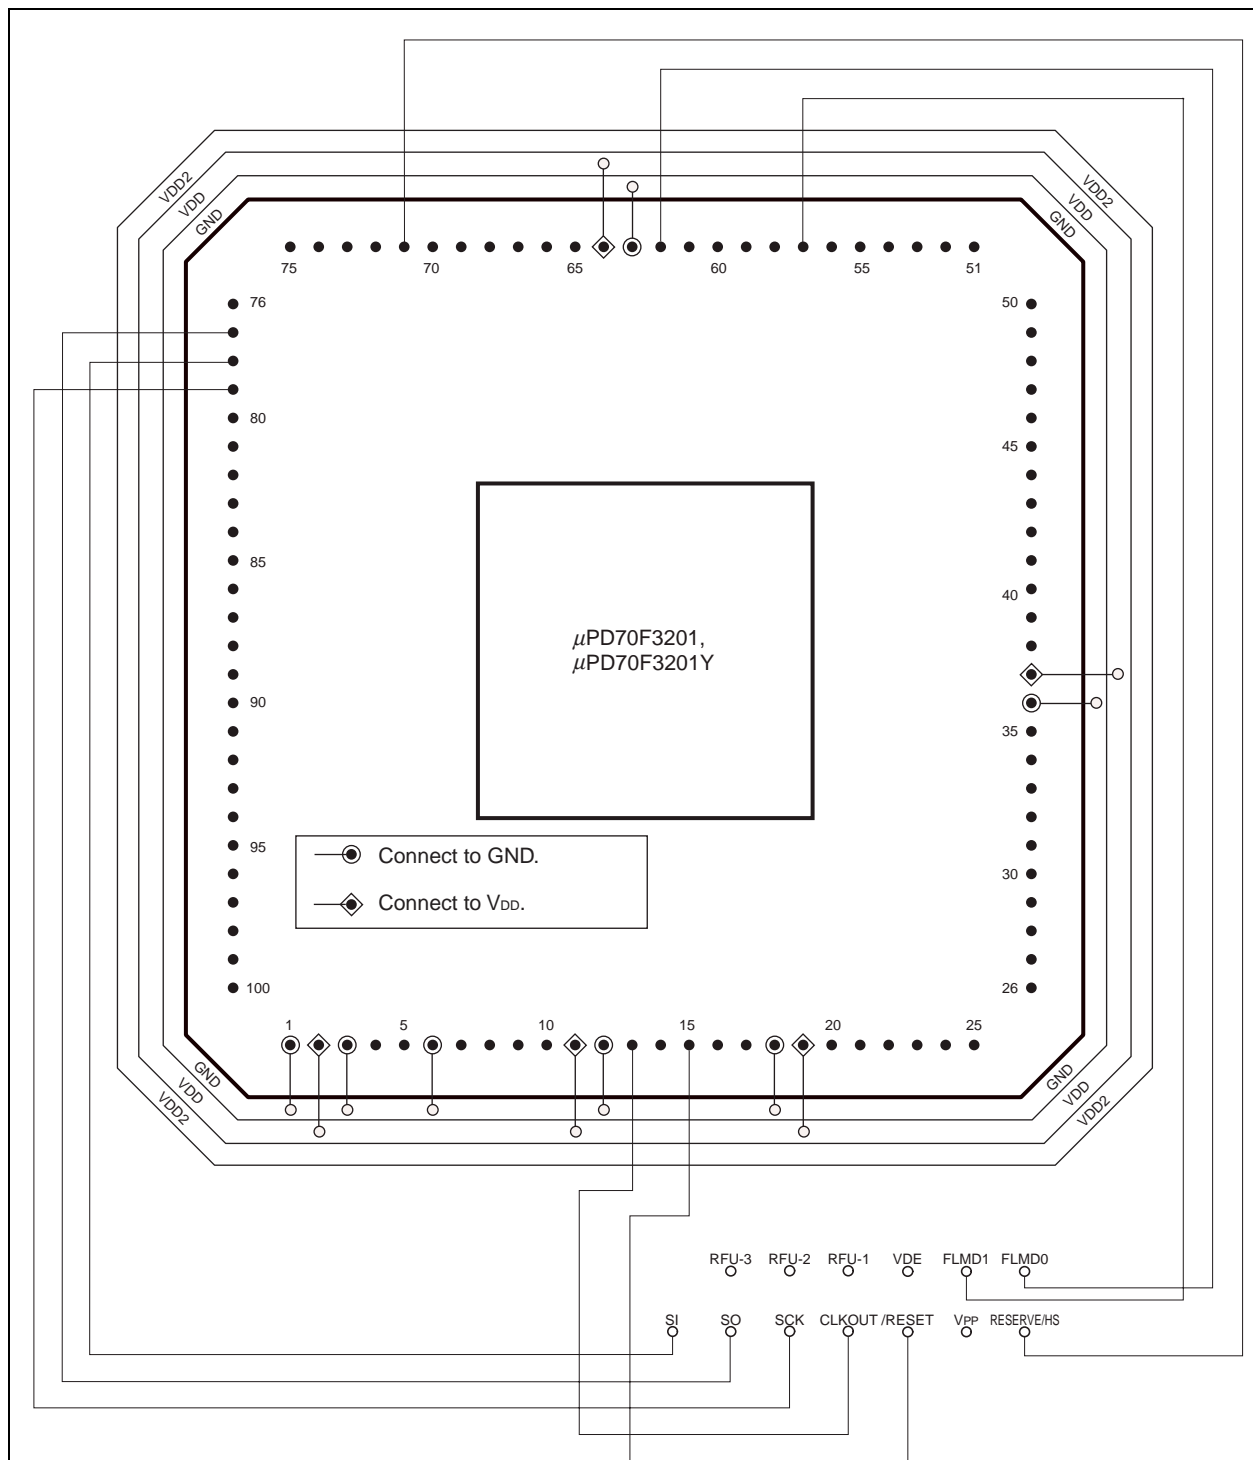 VDD2
VDD2
VDD
VDD
GND
GND
75
70
65
60
55
51
76
50
80
45
85
40
μPD70F3201,
μPD70F3201Y
90
35
95
Connect to GND.
30
Connect to VDD.
100
26
1
5
10
15
20
25
GND
GND
VDD
VDD
VDD2
VDD2
RFU-3 RFU-2 RFU-1 VDE FLMD1 FLMD0
SI SO SCK CLKOUT /RESET VPP RESERVE/HS